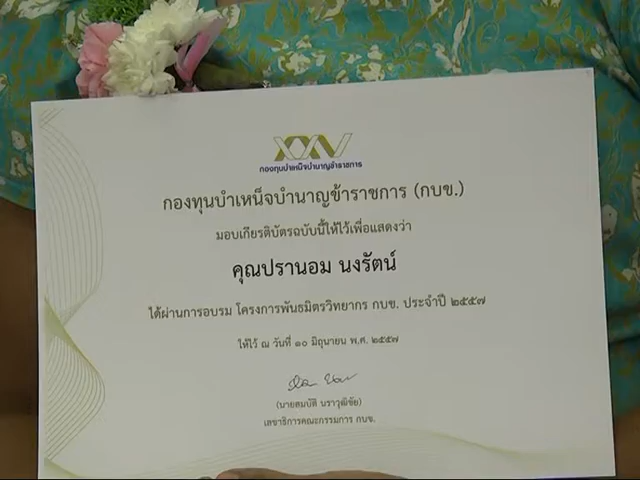 XXV
กองทุนบำเหน็จบำนาญข้าราชการ
กองทุนบำเหน็จบำนาญข้าราชการ (กบข.)
มอบเกียรติบัตรฉบับนี้ให้ไว้เพื่อแสดงว่า
คุณปรานอม นงรัตน์
ได้ผ่านการอบรม โครงการพันธมิตรวิทยากร กบข. ประจำปี ๒๕๕๗
ให้ไว้ ณ วันที่ ๑๐ มิถุนายน พ.ศ. ๒๕๕๗
(นายสมบัติ นราวุฒิชัย)
เลขาธิการคณะกรรมการ กบข.